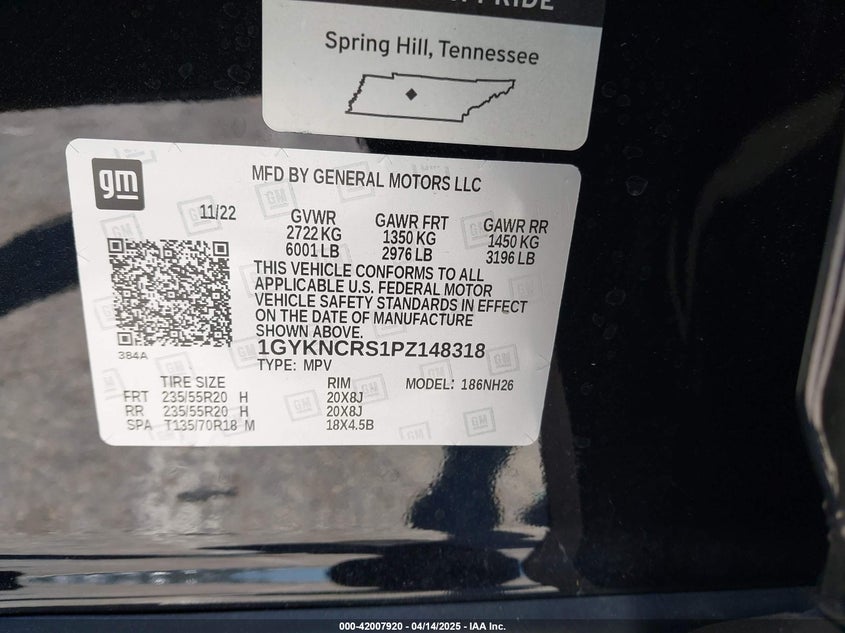 PRIDE
Spring Hill, Tennessee
gm
MFD BY GENERAL MOTORS LLC
11/22
GVWR
2722 KG
6001 LB
GAWR FRT
1350 KG
2976 LB
GAWR RR
1450 KG
3196 LB
THIS VEHICLE CONFORMS TO ALL
APPLICABLE U.S. FEDERAL MOTOR
VEHICLE SAFETY STANDARDS IN EFFECT
ON THE DATE OF MANUFACTURE
SHOWN ABOVE.
384A
1GYKNCRS1PZ148318
TYPE: MPV
TIRE SIZE RIM MODEL: 186NH26
FRT 235/55R20 H 20X8J
RR 235/55R20 H 20X8J
SPA T135/70R18 M 18X4.5B
000-42007920 - 04/14/2025 - IAA Inc.